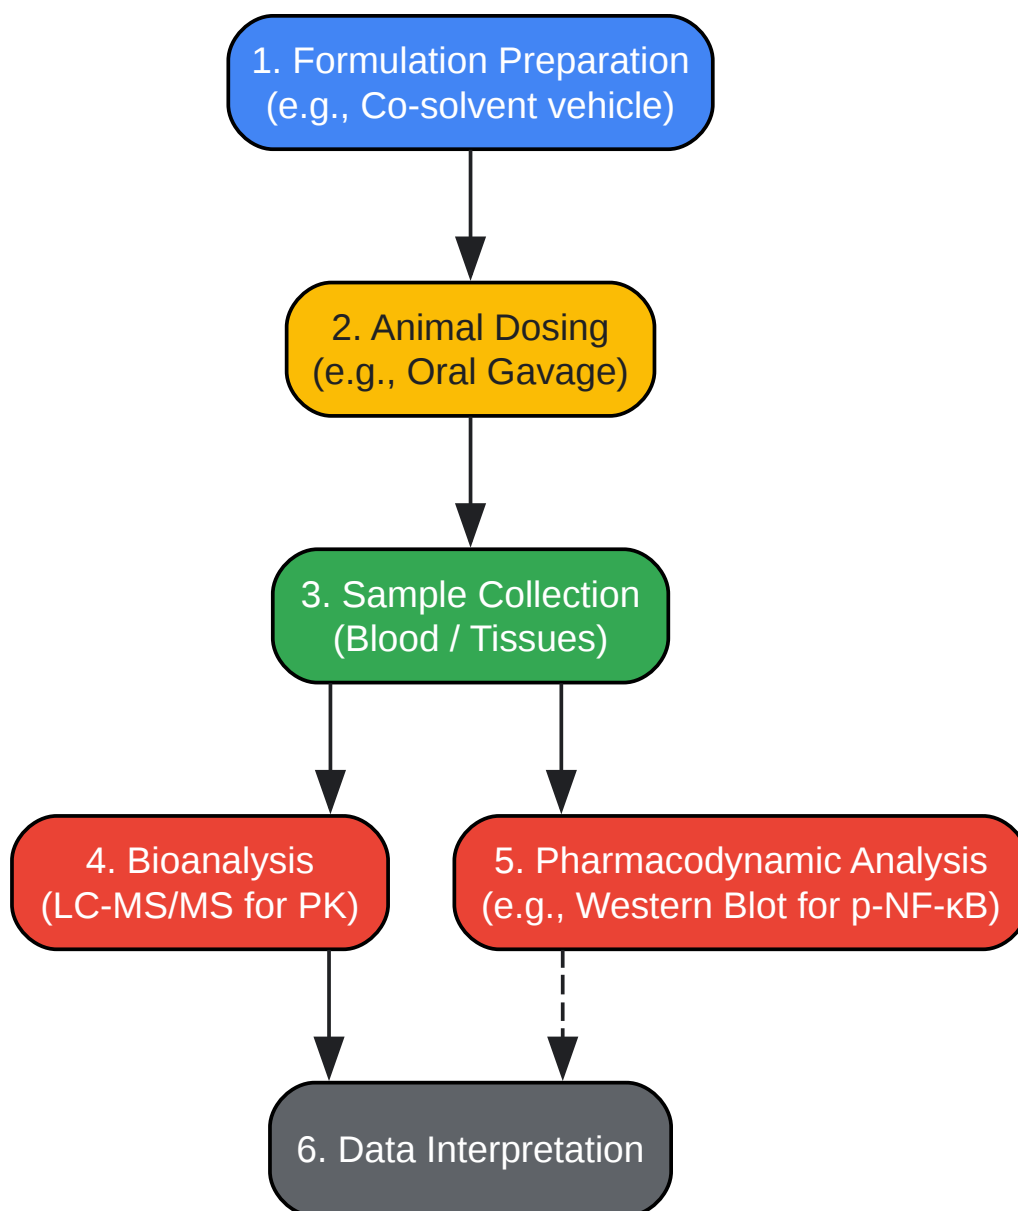 1. Formulation Preparation
(e.g., Co-solvent vehicle)
2. Animal Dosing
(e.g., Oral Gavage)
3. Sample Collection
(Blood / Tissues)
4. Bioanalysis
(LC-MS/MS for PK)
5. Pharmacodynamic Analysis
(e.g., Western Blot for p-NF-κB)
6. Data Interpretation